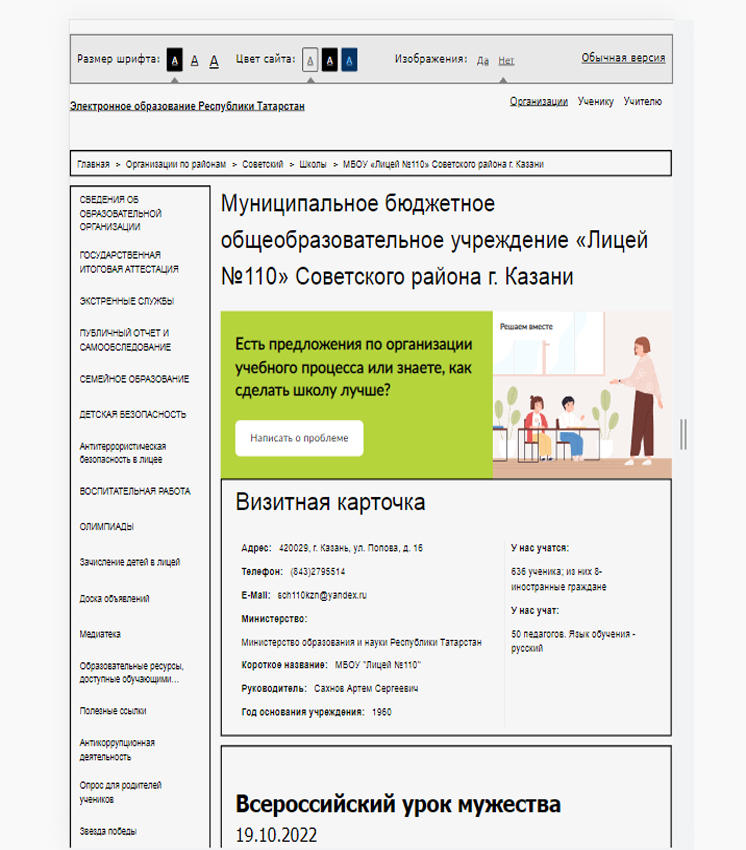 Размер шрифта: А А А Цвет сайта: А А А Изображения: Да Нет Обычная версия
Электронное образование Республики Татарстан
Организации Ученику Учителю
Главная > Организации по районам > Советский > Школы > МБОУ «Лицей №110» Советского района г. Казани
СВЕДЕНИЯ ОБ
ОБРАЗОВАТЕЛЬНОЙ
ОРГАНИЗАЦИИ
ГОСУДАРСТВЕННАЯ
ИТОГОВАЯ АТТЕСТАЦИЯ
ЭКСТРЕННЫЕ СЛУЖБЫ
ПУБЛИЧНЫЙ ОТЧЕТ И
САМООБСЛЕДОВАНИЕ
СЕМЕЙНОЕ ОБРАЗОВАНИЕ
ДЕТСКАЯ БЕЗОПАСНОСТЬ
Антитеррористическая
безопасность в лицее
ВОСПИТАТЕЛЬНАЯ РАБОТА
ОЛИМПИАДЫ
Зачисление детей в лицей
Доска объявлений
Медиатека
Образовательные ресурсы,
доступные обучающими...
Полезные ссылки
Антикоррупционная
деятельность
Опрос для родителей
учеников
Звезда победы
Муниципальное бюджетное
общеобразовательное учреждение «Лицей
№110» Советского района г. Казани
Есть предложения по организации
учебного процесса или знаете, как
сделать школу лучше?
Написать о проблеме
Решаем вместе
Визитная карточка
Адрес: 420029, г. Казань, ул. Попова, д. 16
Телефон: (843)2795514
E-Mail: sch110kzn@yandex.ru
Министерство:
Министерство образования и науки Республики Татарстан
Короткое название: МБОУ "Лицей №110"
Руководитель: Сахнов Артем Сергеевич
Год основания учреждения: 1960
У нас учатся:
636 ученика; из них 8-
иностранные граждане
У нас учат:
50 педагогов. Язык обучения -
русский
Всероссийский урок мужества
19.10.2022